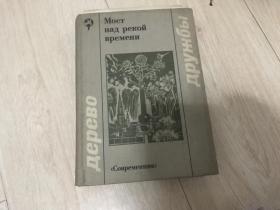 Мост
над рекой
времени
дерево
дружбы
«Современник»